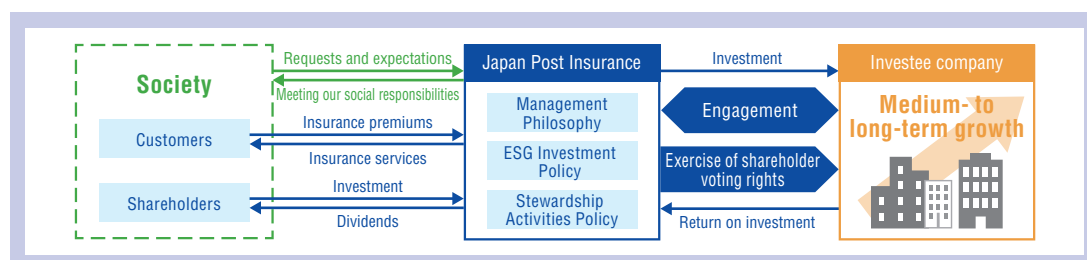 Society
Customers
Shareholders
Requests and expectations
Meeting our social responsibilities
Insurance premiums
Insurance services
Investment
Dividends
Japan Post Insurance
Management
Philosophy
ESG Investment
Policy
Stewardship
Activities Policy
Investment
Engagement
Exercise of shareholder
voting rights
Return on investment
Investee company
Medium- to
long-term growth